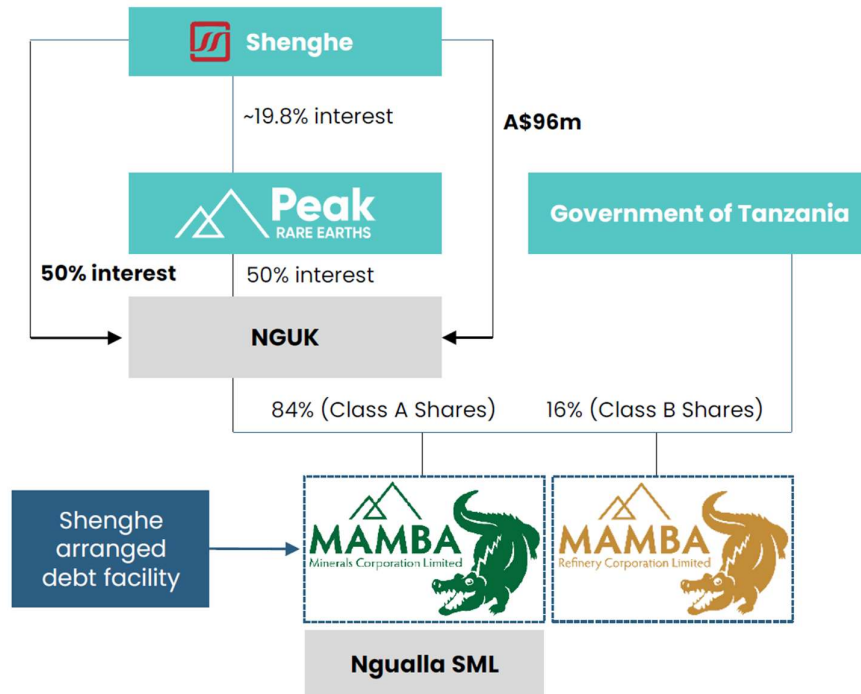 Shenghe
~19.8% interest
A$96m
Peak
RARE EARTHS
Government of Tanzania
50% interest
50% interest
NGUK
84% (Class A Shares)
16% (Class B Shares)
Shenghe
arranged
debt facility
MAMBA
Minerals Corporation Limited
MAMBA
Refinery Corporation Limited
Ngualla SML